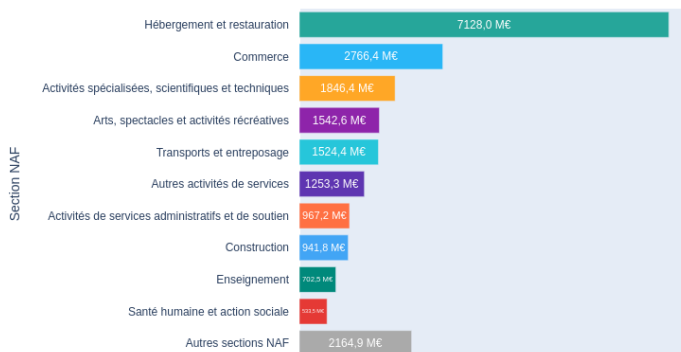 Section NAF
Hébergement et restauration 7128,0 M€
Commerce 2766,4 M€
Activités spécialisées, scientifiques et techniques 1846,4 M€
Arts, spectacles et activités récréatives 1542,6 M€
Transports et entreposage 1524,4 M€
Autres activités de services 1253,3 M€
Activités de services administratifs et de soutien 967,2 M€
Construction 941,8 M€
Enseignement 702,5 M€
Santé humaine et action sociale
Autres sections NAF 2164,9 M€